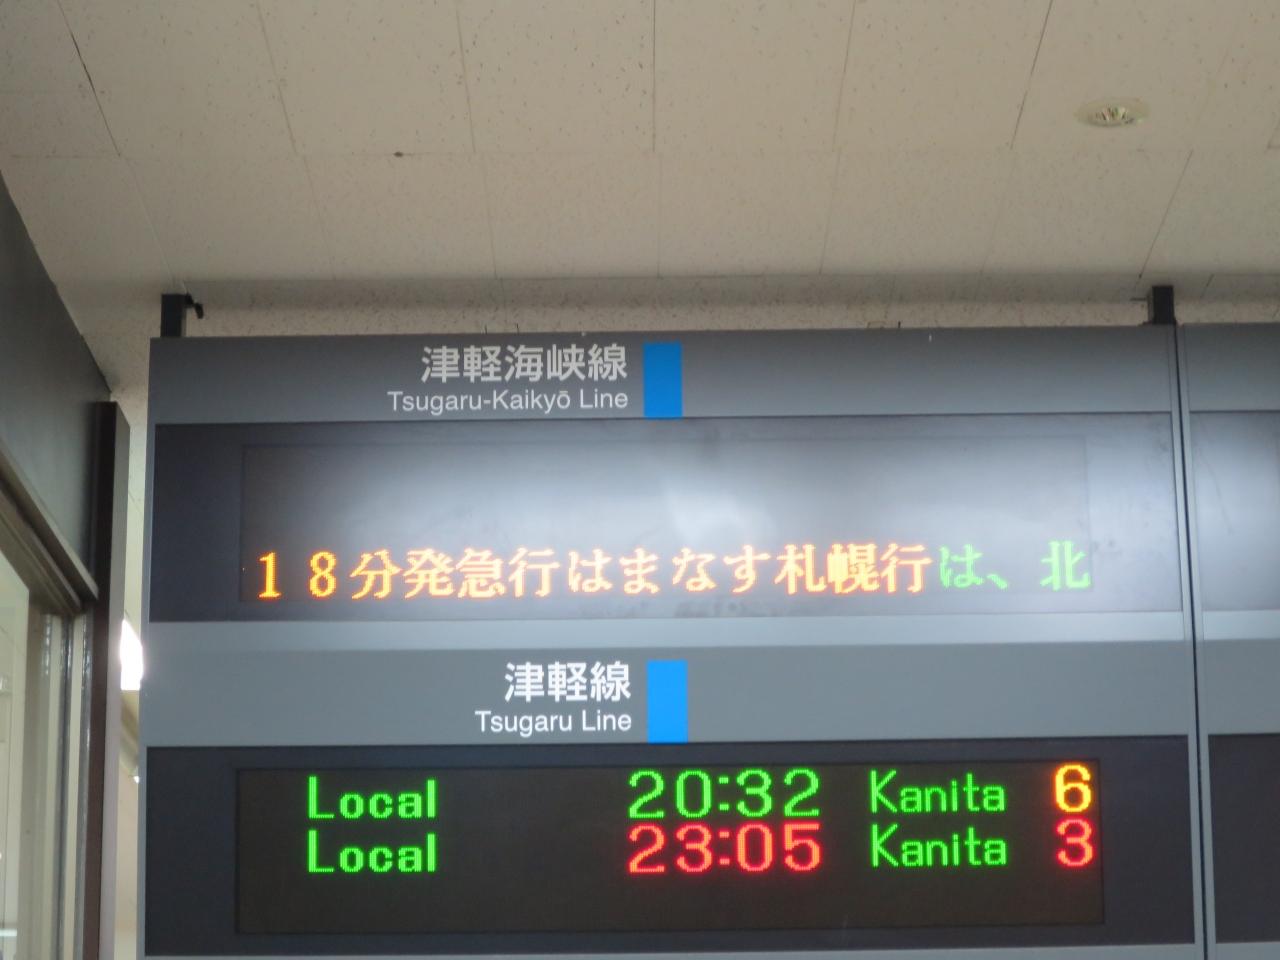 津軽海峡線
Tsugaru-Kaikyō Line
18分発急行はまなす札幌行は、北
津軽線
Tsugaru Line
Local 20:32 Kanita 6
Local 23:05 Kanita 3